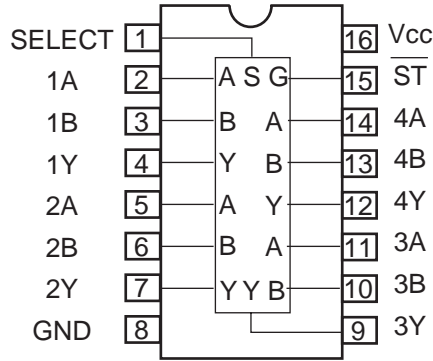 SELECT 1 16 Vcc
1A 2 A S G 15 S̅T̅
1B 3 B A 14 4A
1Y 4 Y B 13 4B
2A 5 A Y 12 4Y
2B 6 B A 11 3A
2Y 7 Y Y B 10 3B
GND 8 9 3Y